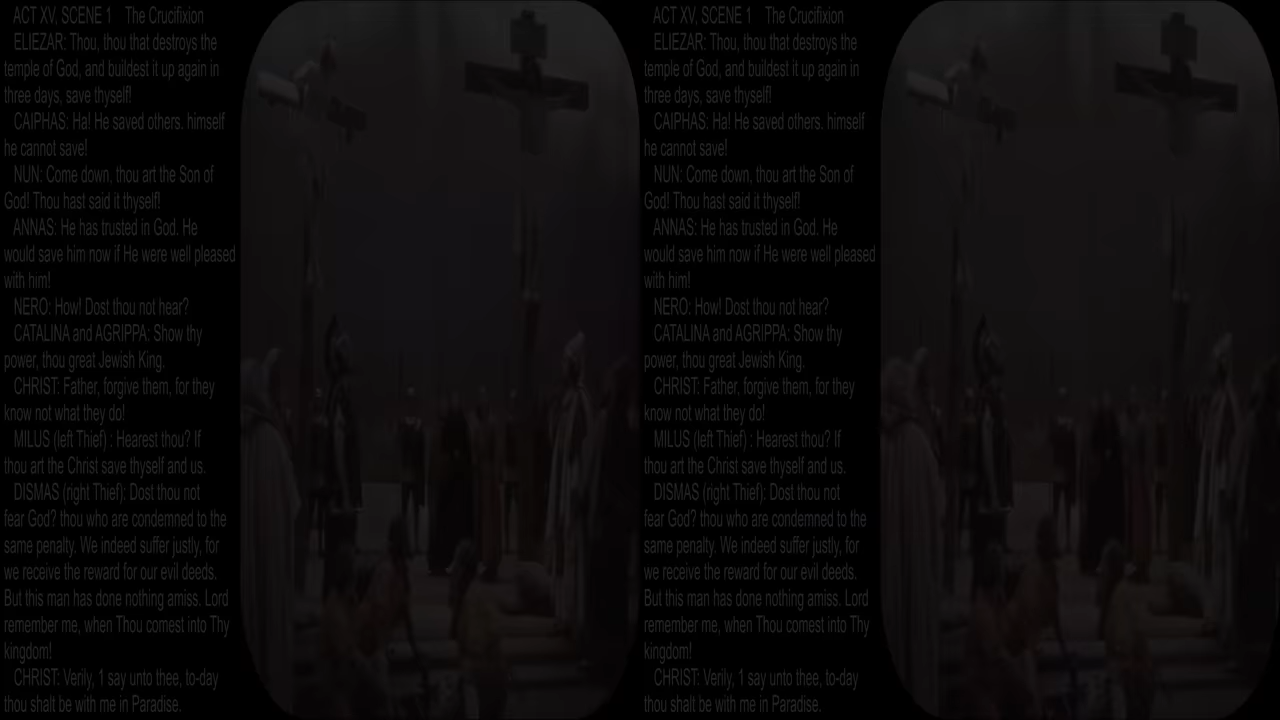 ACT XV, SCENE 1 The Crucifixion
ELIEZAR: Thou, thou that destroys the
temple of God, and buildest it up again in
three days, save thyself!
CAIPHAS: Ha! He saved others. himself
he cannot save!
NUN: Come down, thou art the Son of
God! Thou hast said it thyself!
ANNAS: He has trusted in God. He
would save him now if He were well pleased
with him!
NERO: How! Dost thou not hear?
CATALINA and AGRIPPA: Show thy
power, thou great Jewish King.
CHRIST: Father, forgive them, for they
know not what they do!
MILUS (left Thief) : Hearest thou? If
thou art the Christ save thyself and us.
DISMAS (right Thief): Dost thou not
fear God? thou who are condemned to the
same penalty. We indeed suffer justly, for
we receive the reward for our evil deeds.
But this man has done nothing amiss. Lord
remember me, when Thou comest into Thy
kingdom!
CHRIST: Verily, 1 say unto thee, to-day
thou shalt be with me in Paradise.
ACT XV, SCENE 1 The Crucifixion
ELIEZAR: Thou, thou that destroys the
temple of God, and buildest it up again in
three days, save thyself!
CAIPHAS: Ha! He saved others. himself
he cannot save!
NUN: Come down, thou art the Son of
God! Thou hast said it thyself!
ANNAS: He has trusted in God. He
would save him now if He were well pleased
with him!
NERO: How! Dost thou not hear?
CATALINA and AGRIPPA: Show thy
power, thou great Jewish King.
CHRIST: Father, forgive them, for they
know not what they do!
MILUS (left Thief) : Hearest thou? If
thou art the Christ save thyself and us.
DISMAS (right Thief): Dost thou not
fear God? thou who are condemned to the
same penalty. We indeed suffer justly, for
we receive the reward for our evil deeds.
But this man has done nothing amiss. Lord
remember me, when Thou comest into Thy
kingdom!
CHRIST: Verily, 1 say unto thee, to-day
thou shalt be with me in Paradise.